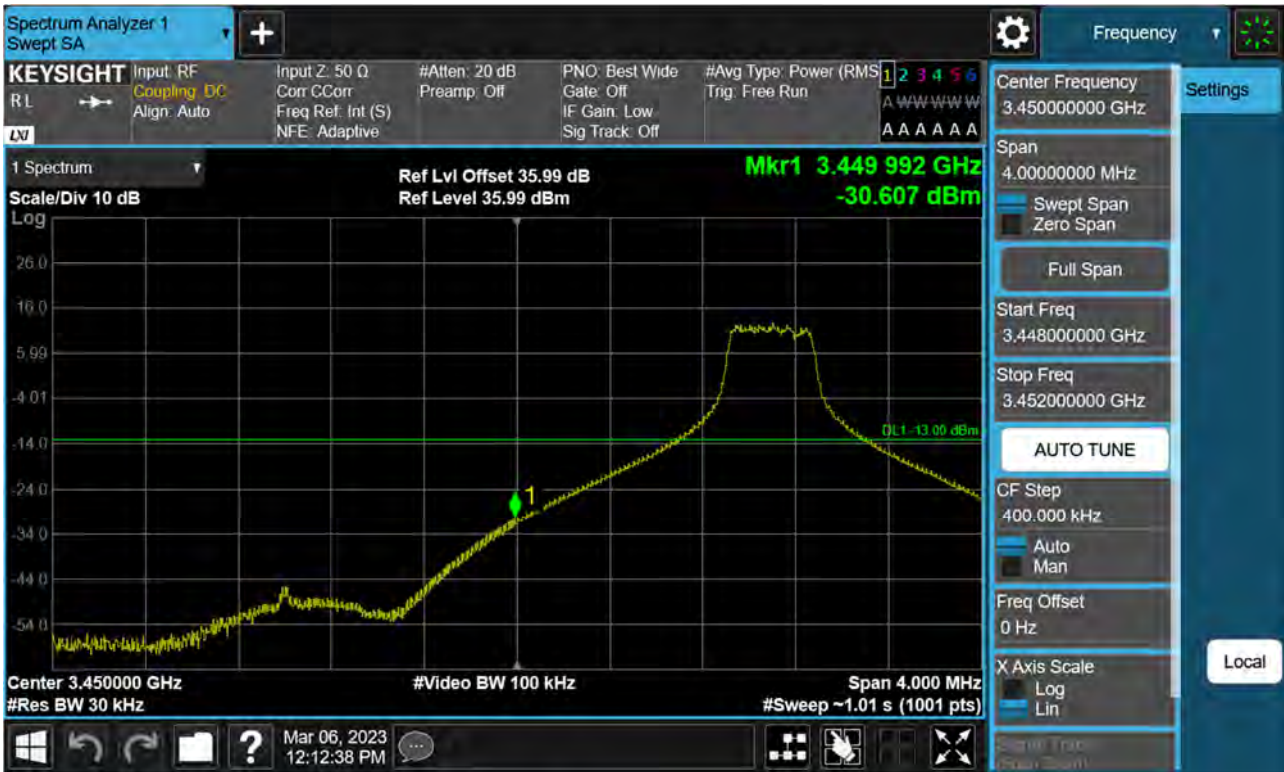 Spectrum Analyzer 1
Swept SA
Frequency
KEYSIGHT
RL
LXI
Input: RF
Coupling: DC
Align: Auto
Input Z: 50 Ω
Corr CCorr
Freq Ref: Int (S)
NFE: Adaptive
#Atten: 20 dB
Preamp: Off
PNO: Best Wide
Gate: Off
IF Gain: Low
Sig Track: Off
#Avg Type: Power (RMS
Trig: Free Run
1 2 3 4 5 6
A W W W W W
A A A A A A
1 Spectrum
Scale/Div 10 dB
Ref Lvl Offset 35.99 dB
Ref Level 35.99 dBm
Mkr1 3.449 992 GHz
-30.607 dBm
Log
26.0
16.0
5.99
-4.01
-14.0
-24.0
-34.0
-44.0
-54.0
DL1 -13.00 dBm
1
Center 3.450000 GHz
#Video BW 100 kHz
Span 4.000 MHz
#Res BW 30 kHz
#Sweep ~1.01 s (1001 pts)
Center Frequency
3.450000000 GHz
Span
4.00000000 MHz
Swept Span
Zero Span
Full Span
Start Freq
3.448000000 GHz
Stop Freq
3.452000000 GHz
AUTO TUNE
CF Step
400.000 kHz
Auto
Man
Freq Offset
0 Hz
X Axis Scale
Log
Lin
Settings
Local
?
Mar 06, 2023
12:12:38 PM